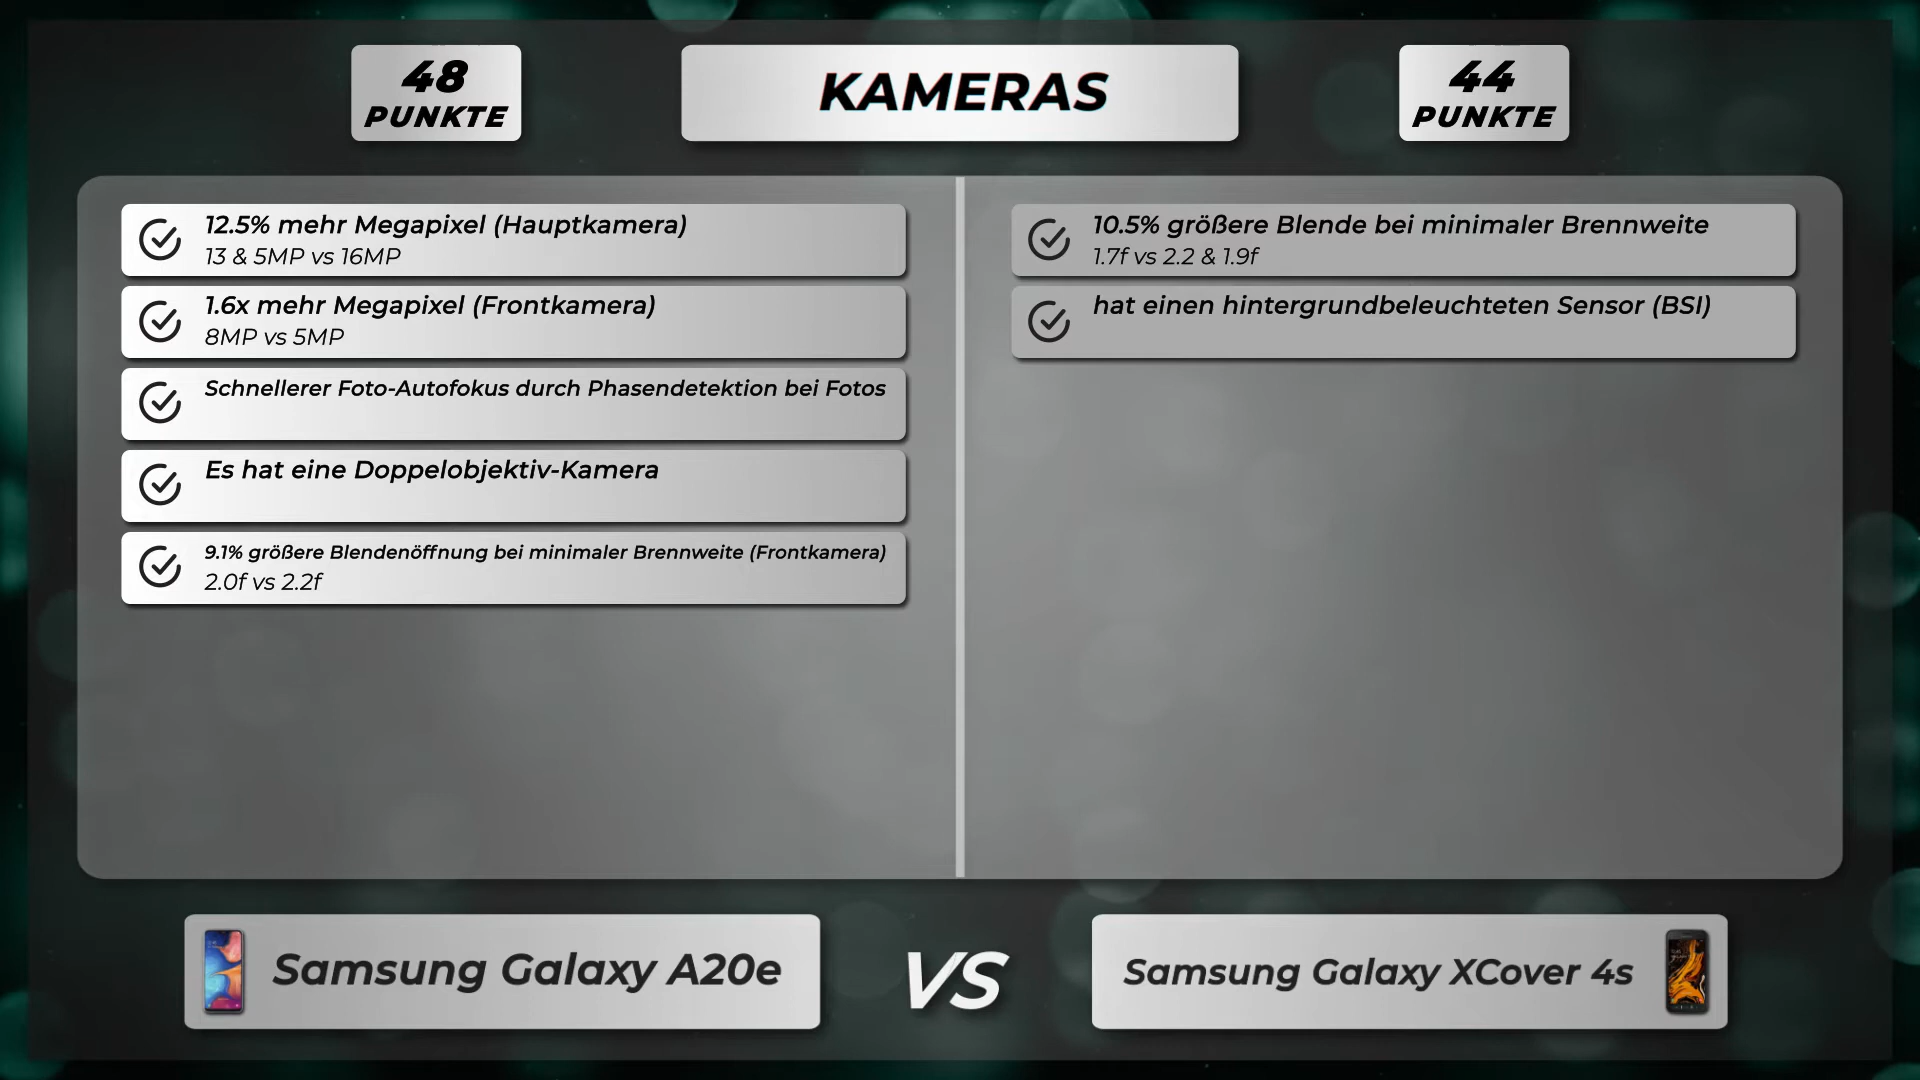 48
PUNKTE
KAMERAS
44
PUNKTE
12.5% mehr Megapixel (Hauptkamera)
13 & 5MP vs 16MP
1.6x mehr Megapixel (Frontkamera)
8MP vs 5MP
Schnellerer Foto-Autofokus durch Phasendetektion bei Fotos
Es hat eine Doppelobjektiv-Kamera
9.1% größere Blendenöffnung bei minimaler Brennweite (Frontkamera)
2.0f vs 2.2f
10.5% größere Blende bei minimaler Brennweite
1.7f vs 2.2 & 1.9f
hat einen hintergrundbeleuchteten Sensor (BSI)
Samsung Galaxy A20e
VS
Samsung Galaxy XCover 4s